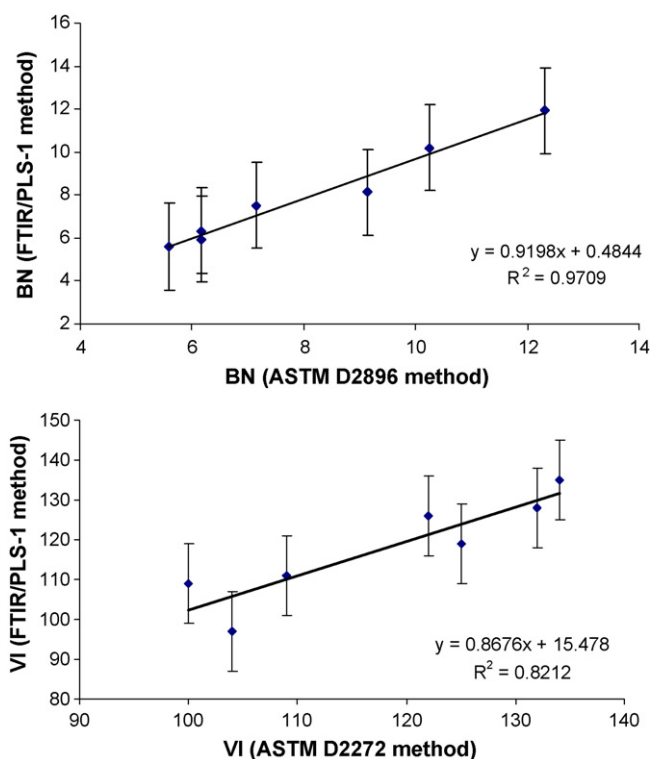 16
14
12
10
8
6
4
2
BN (FTIR/PLS-1 method)
y = 0.9198x + 0.4844
R² = 0.9709
4 6 8 10 12 14
BN (ASTM D2896 method)
150
140
130
120
110
100
90
80
VI (FTIR/PLS-1 method)
y = 0.8676x + 15.478
R² = 0.8212
90 100 110 120 130 140
VI (ASTM D2272 method)